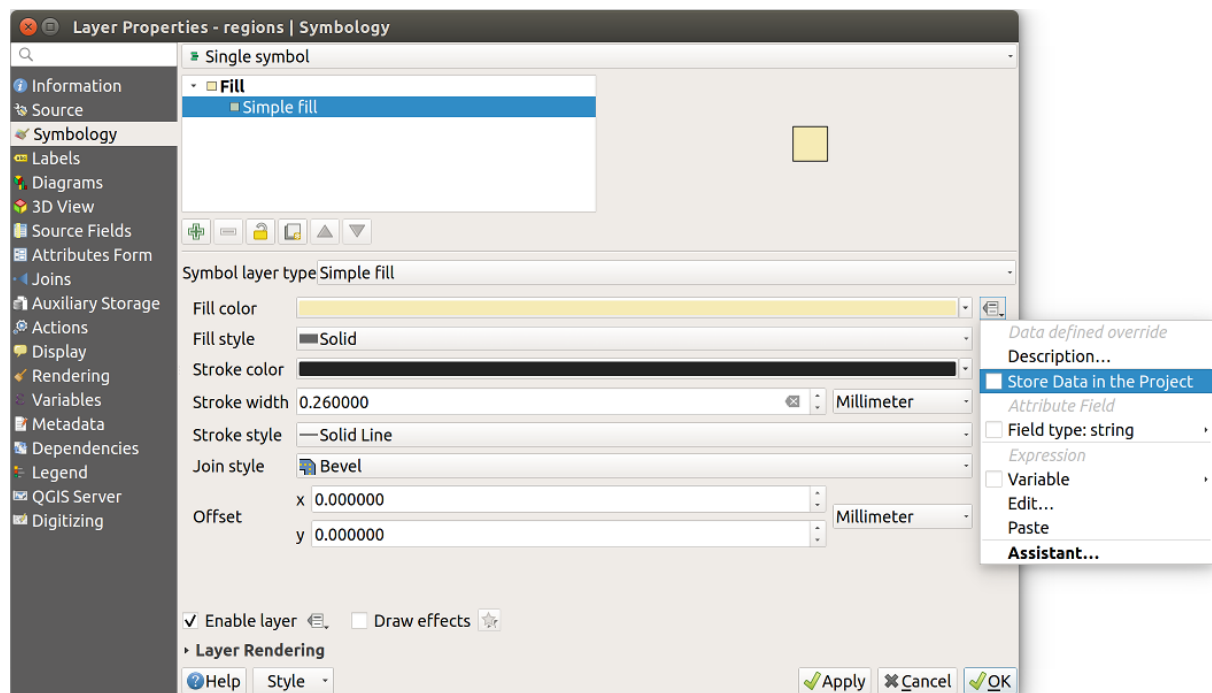 Layer Properties - regions | Symbology
Information
Source
Symbology
Labels
Diagrams
3D View
Source Fields
Attributes Form
Joins
Auxiliary Storage
Actions
Display
Rendering
Variables
Metadata
Dependencies
Legend
QGIS Server
Digitizing
Single symbol
Fill
Simple fill
Symbol layer type Simple fill
Fill color
Fill style Solid
Stroke color
Stroke width 0.260000 Millimeter
Stroke style Solid Line
Join style Bevel
Offset x 0.000000 Millimeter
y 0.000000
Enable layer Draw effects
Layer Rendering
Help Style Apply Cancel OK
Data defined override
Description...
Store Data in the Project
Attribute Field
Field type: string
Expression
Variable
Edit...
Paste
Assistant...